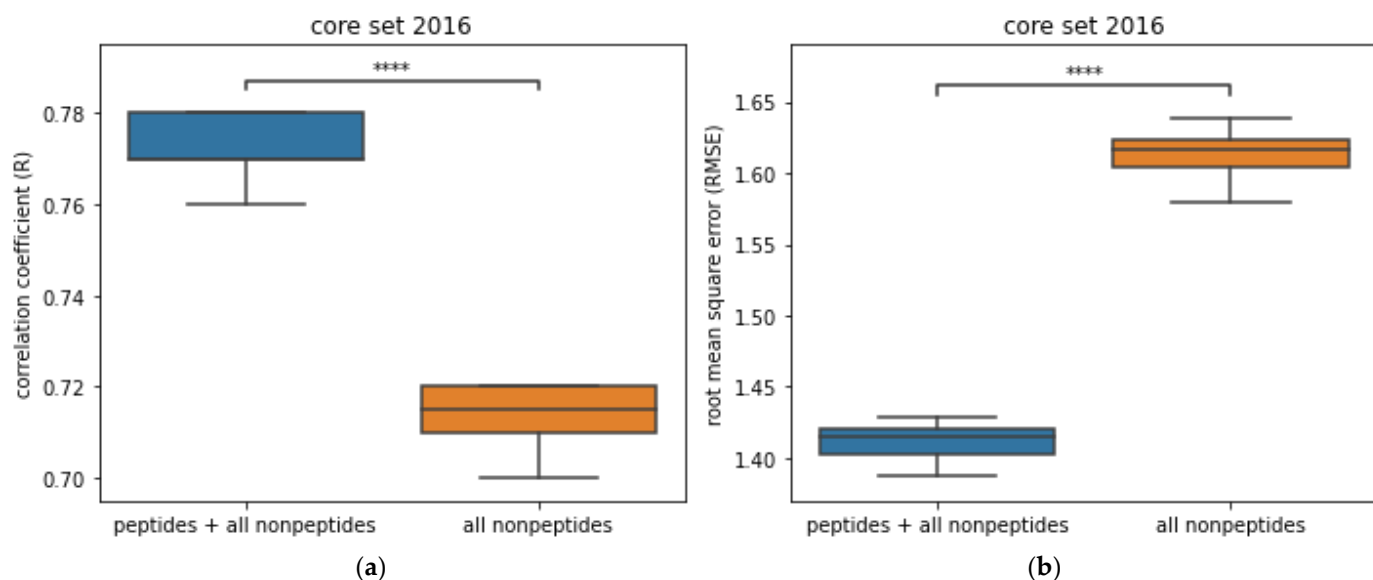 core set 2016
****
correlation coefficient (R)
0.78
0.76
0.74
0.72
0.70
peptides + all nonpeptides
all nonpeptides
(a)
core set 2016
****
root mean square error (RMSE)
1.65
1.60
1.55
1.50
1.45
1.40
peptides + all nonpeptides
all nonpeptides
(b)